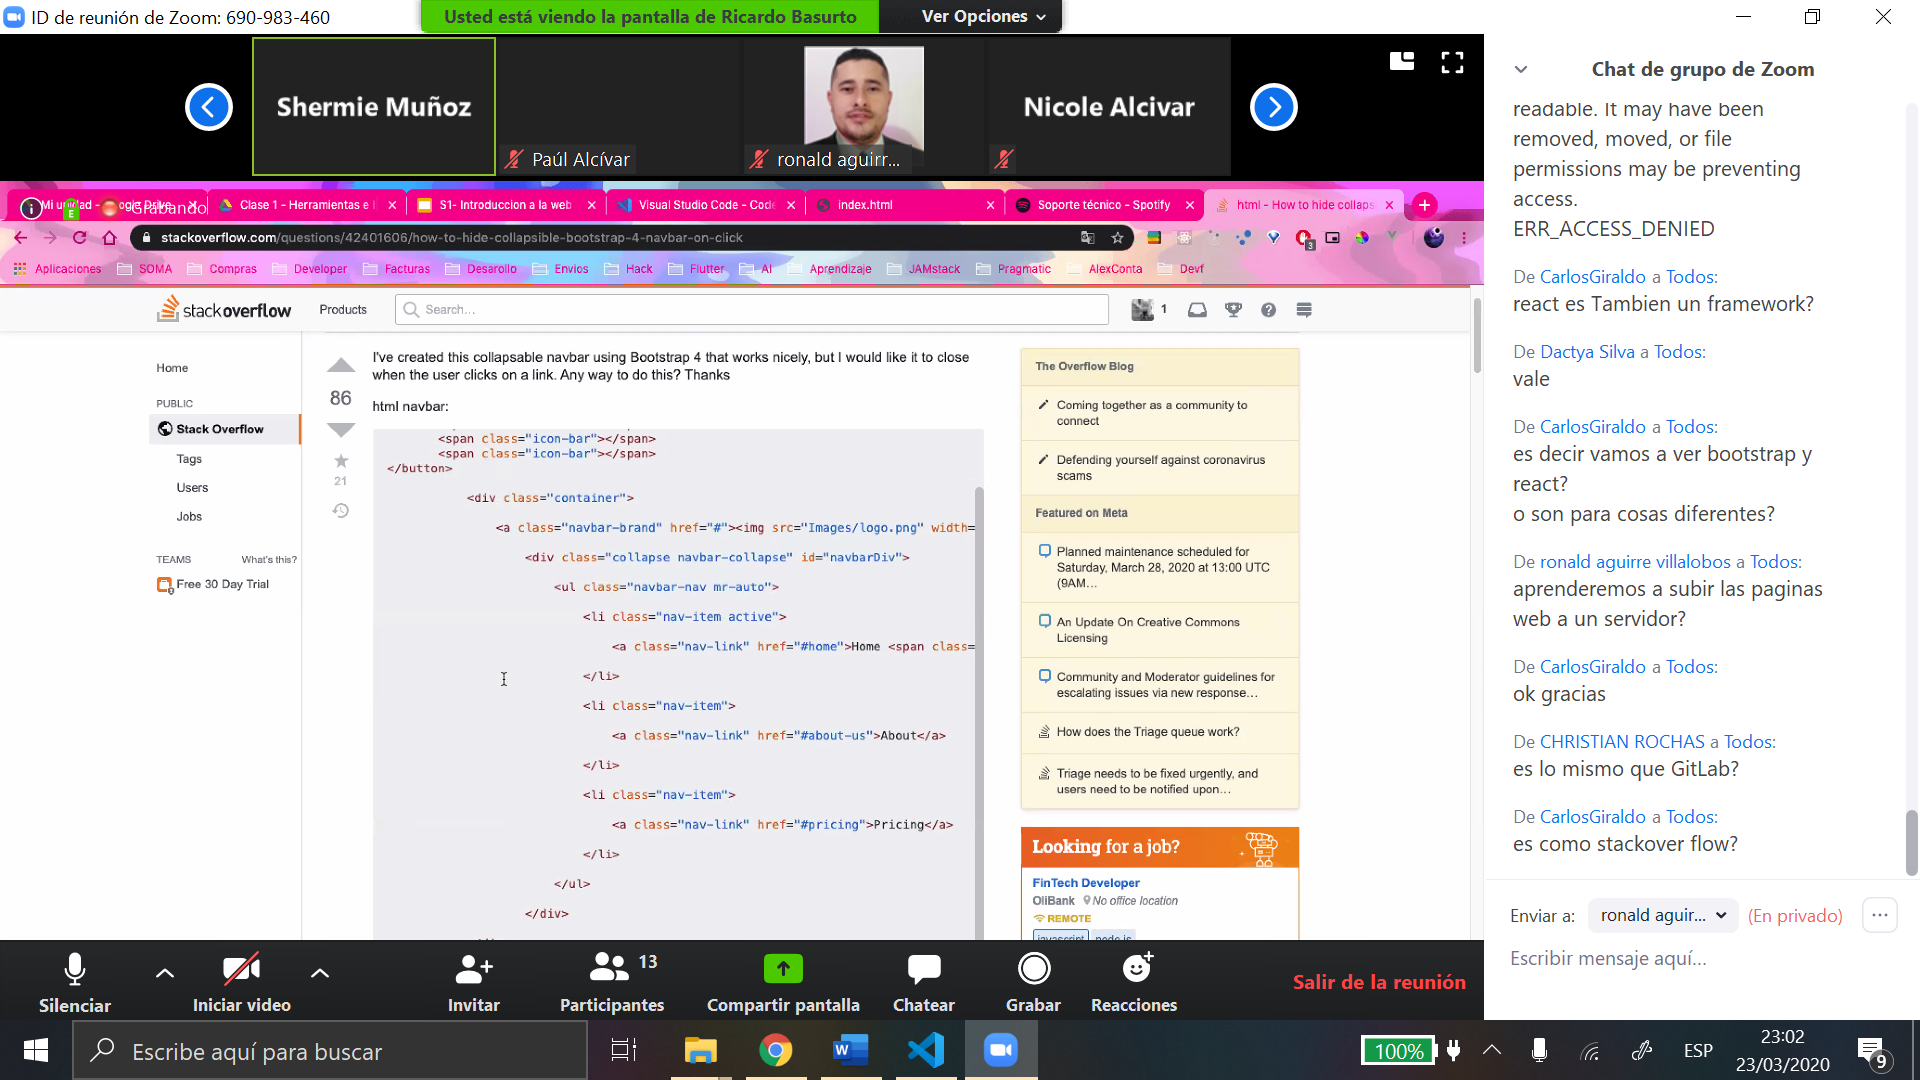 ID de reunión de Zoom: 690-983-460
Usted está viendo la pantalla de Ricardo Basurto
Ver Opciones
Shermie Muñoz
Paúl Alcívar
ronald aguirr...
Nicole Alcivar
Grabando
Clase 1 - Herramientas e I
S1- Introduccion a la web
Visual Studio Code - Code
index.html
Soporte técnico - Spotify
html - How to hide collaps
stackoverflow.com/questions/42401606/how-to-hide-collapsible-bootstrap-4-navbar-on-click
Aplicaciones
SOMA
Compras
Developer
Facturas
Desarollo
Envios
Hack
Flutter
AI
Aprendizaje
JAMstack
Pragmatic
AlexConta
Devf
stackoverflow
Products
Search...
1
Home
PUBLIC
Stack Overflow
Tags
Users
Jobs
TEAMS
What's this?
Free 30 Day Trial
86
21
I've created this collapsable navbar using Bootstrap 4 that works nicely, but I would like it to close
when the user clicks on a link. Any way to do this? Thanks
html navbar:
<span class="icon-bar"></span>
<span class="icon-bar"></span>
</button>
<div class="container">
<a class="navbar-brand" href="#"><img src="Images/logo.png" width=
<div class="collapse navbar-collapse" id="navbarDiv">
<ul class="navbar-nav mr-auto">
<li class="nav-item active">
<a class="nav-link" href="#home">Home <span class=
</li>
<li class="nav-item">
<a class="nav-link" href="#about-us">About</a>
</li>
<li class="nav-item">
<a class="nav-link" href="#pricing">Pricing</a>
</li>
</ul>
</div>
The Overflow Blog
Coming together as a community to
connect
Defending yourself against coronavirus
scams
Featured on Meta
Planned maintenance scheduled for
Saturday, March 28, 2020 at 13:00 UTC
(9AM...
An Update On Creative Commons
Licensing
Community and Moderator guidelines for
escalating issues via new response...
How does the Triage queue work?
Triage needs to be fixed urgently, and
users need to be notified upon...
Looking for a job?
FinTech Developer
OliBank
No office location
REMOTE
javascript
node.js
Chat de grupo de Zoom
readable. It may have been
removed, moved, or file
permissions may be preventing
access.
ERR_ACCESS_DENIED
De CarlosGiraldo a Todos:
react es Tambien un framework?
De Dactya Silva a Todos:
vale
De CarlosGiraldo a Todos:
es decir vamos a ver bootstrap y
react?
o son para cosas diferentes?
De ronald aguirre villalobos a Todos:
aprenderemos a subir las paginas
web a un servidor?
De CarlosGiraldo a Todos:
ok gracias
De CHRISTIAN ROCHAS a Todos:
es lo mismo que GitLab?
De CarlosGiraldo a Todos:
es como stackover flow?
Enviar a:
ronald aguir...
(En privado)
Escribir mensaje aquí...
Silenciar
Iniciar video
Invitar
13
Participantes
Compartir pantalla
Chatear
Grabar
Reacciones
Salir de la reunión
Escribe aquí para buscar
100%
ESP
23:02
23/03/2020
9